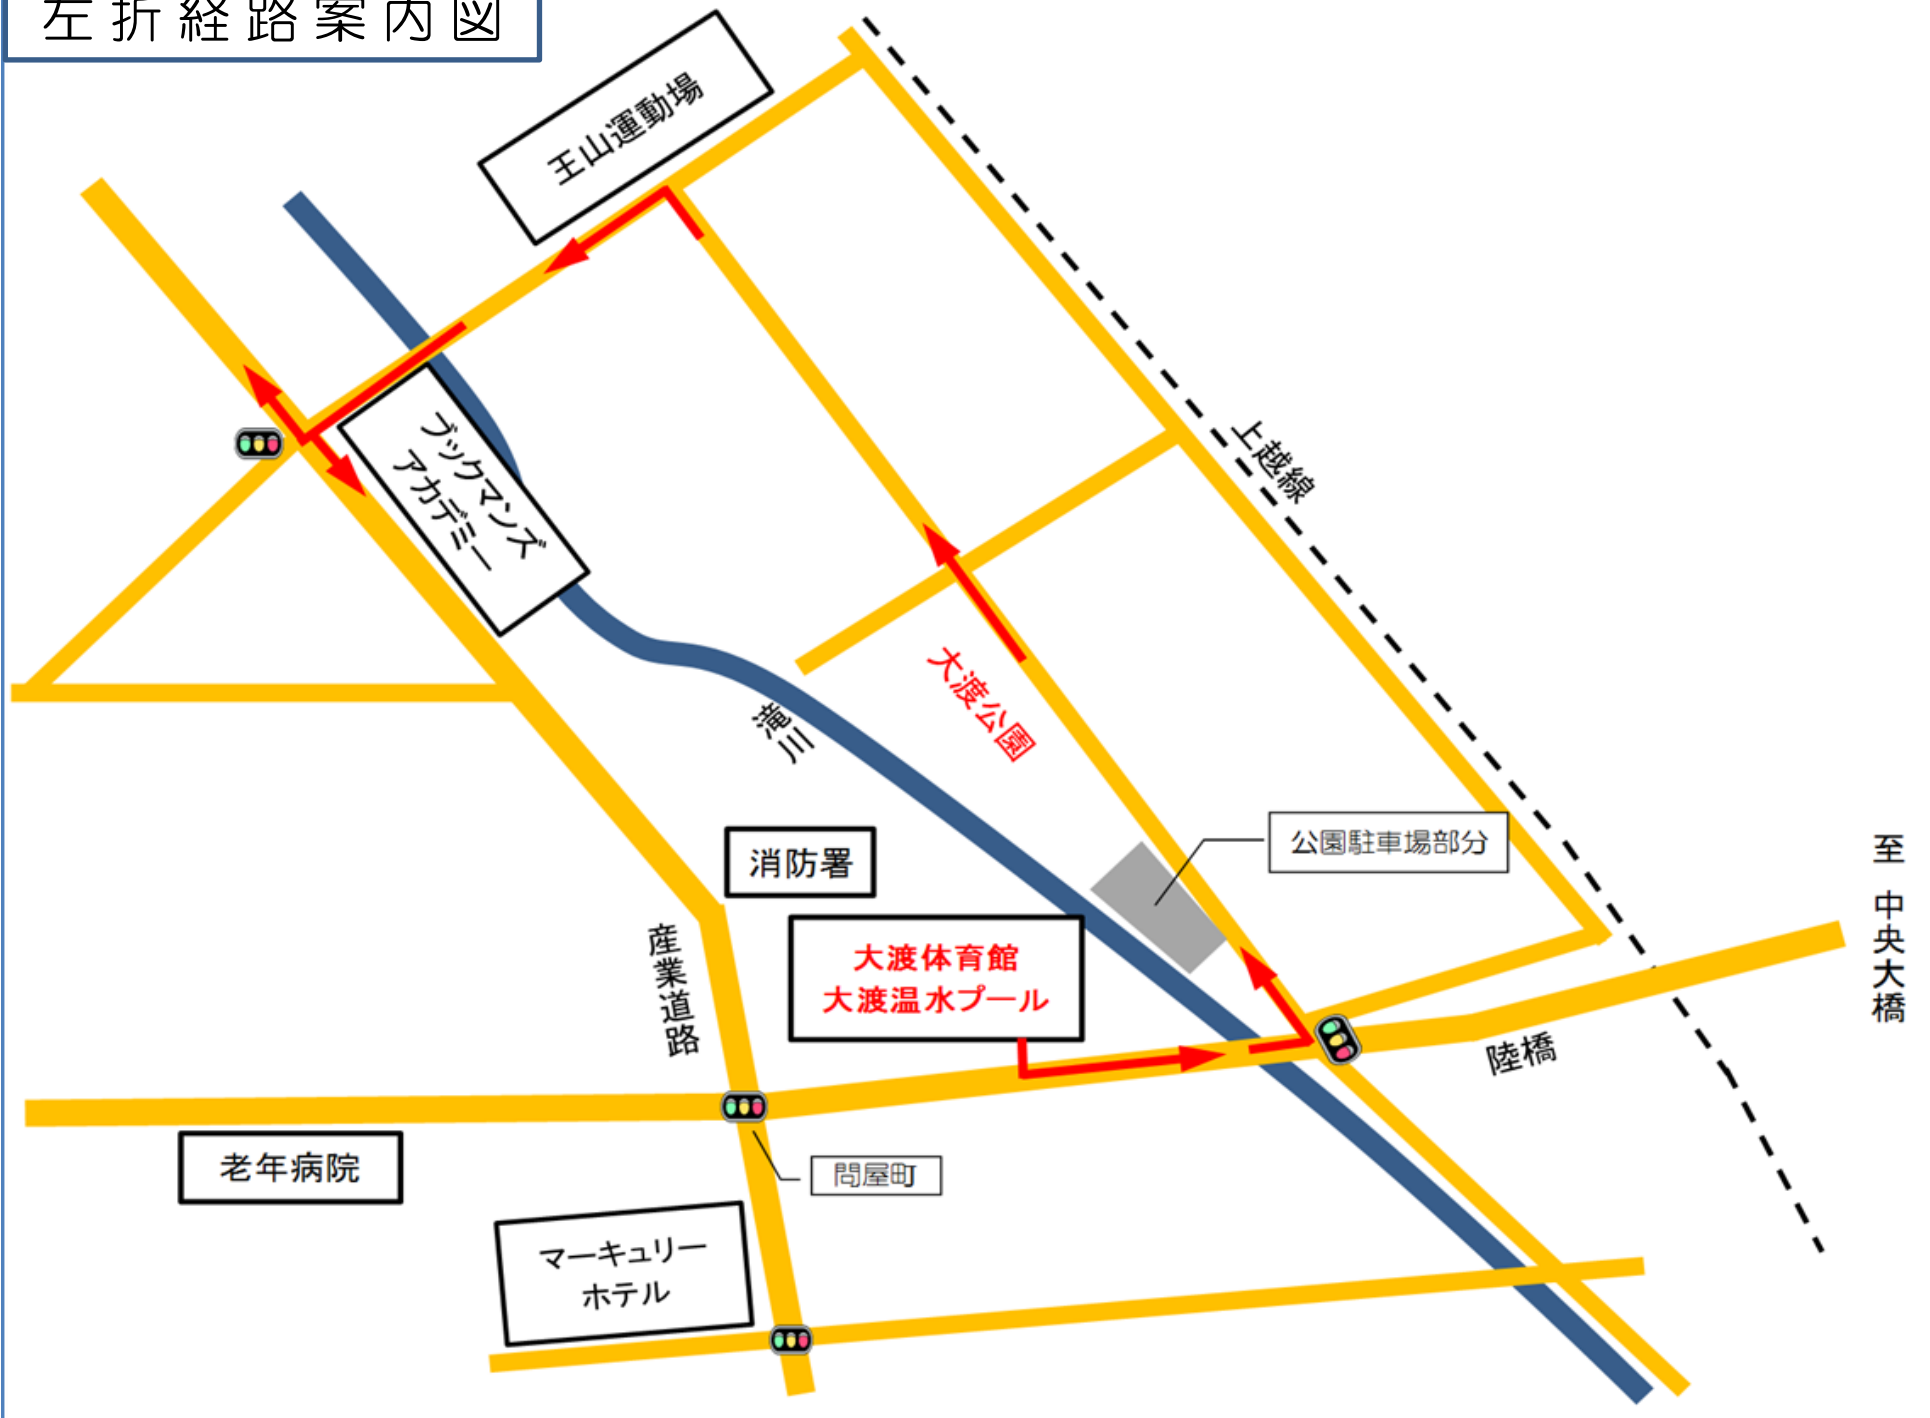 左折経路案内図
王山運動場
ブックマンズ
アカデミー
上越線
大渡公園
滝川
公園駐車場部分
消防署
大渡体育館
大渡温水プール
産業道路
至 中央大橋
陸橋
老年病院
問屋町
マーキュリー
ホテル